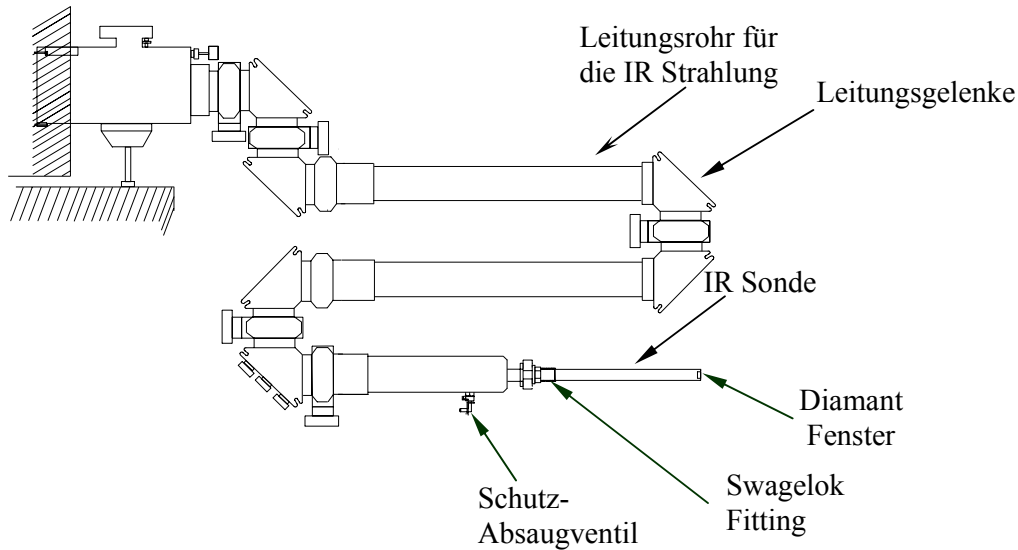 Leitungsrohr für
die IR Strahlung
Leitungsgelenke
IR Sonde
Diamant
Fenster
Swagelok
Fitting
Schutz-
Absaugventil